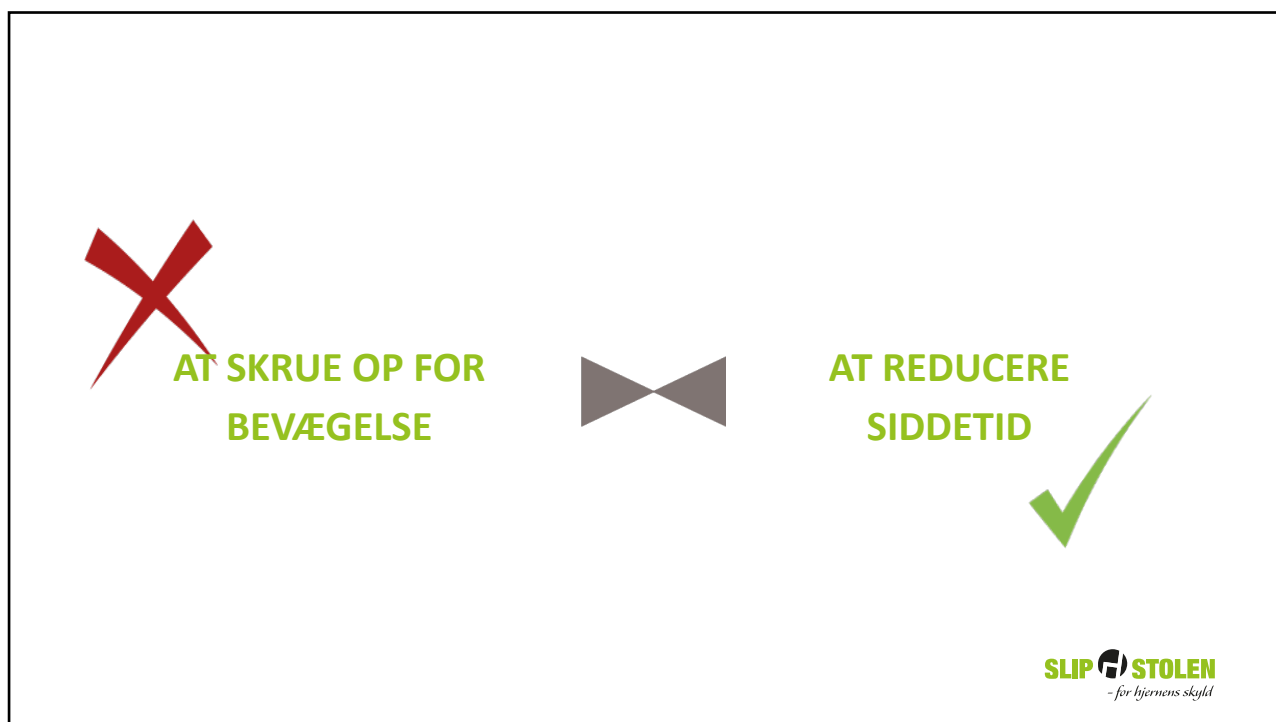 AT SKRUE OP FOR
BEVÆGELSE
AT REDUCERE
SIDDETID
SLIP STOLEN
- for hjernens skyld